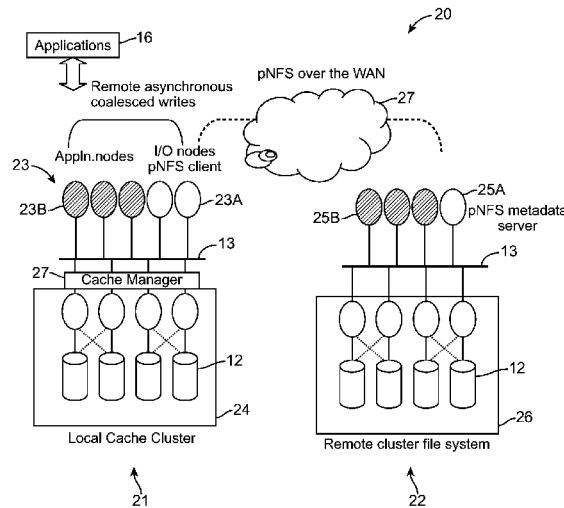 20
Applications
16
Remote asynchronous
coalesced writes
pNFS over the WAN
27
Appln.nodes
I/O nodes
pNFS client
23
23B
23A
25A
25B
pNFS metadata
server
13
13
27
Cache Manager
12
12
24
26
Local Cache Cluster
Remote cluster file system
21
22